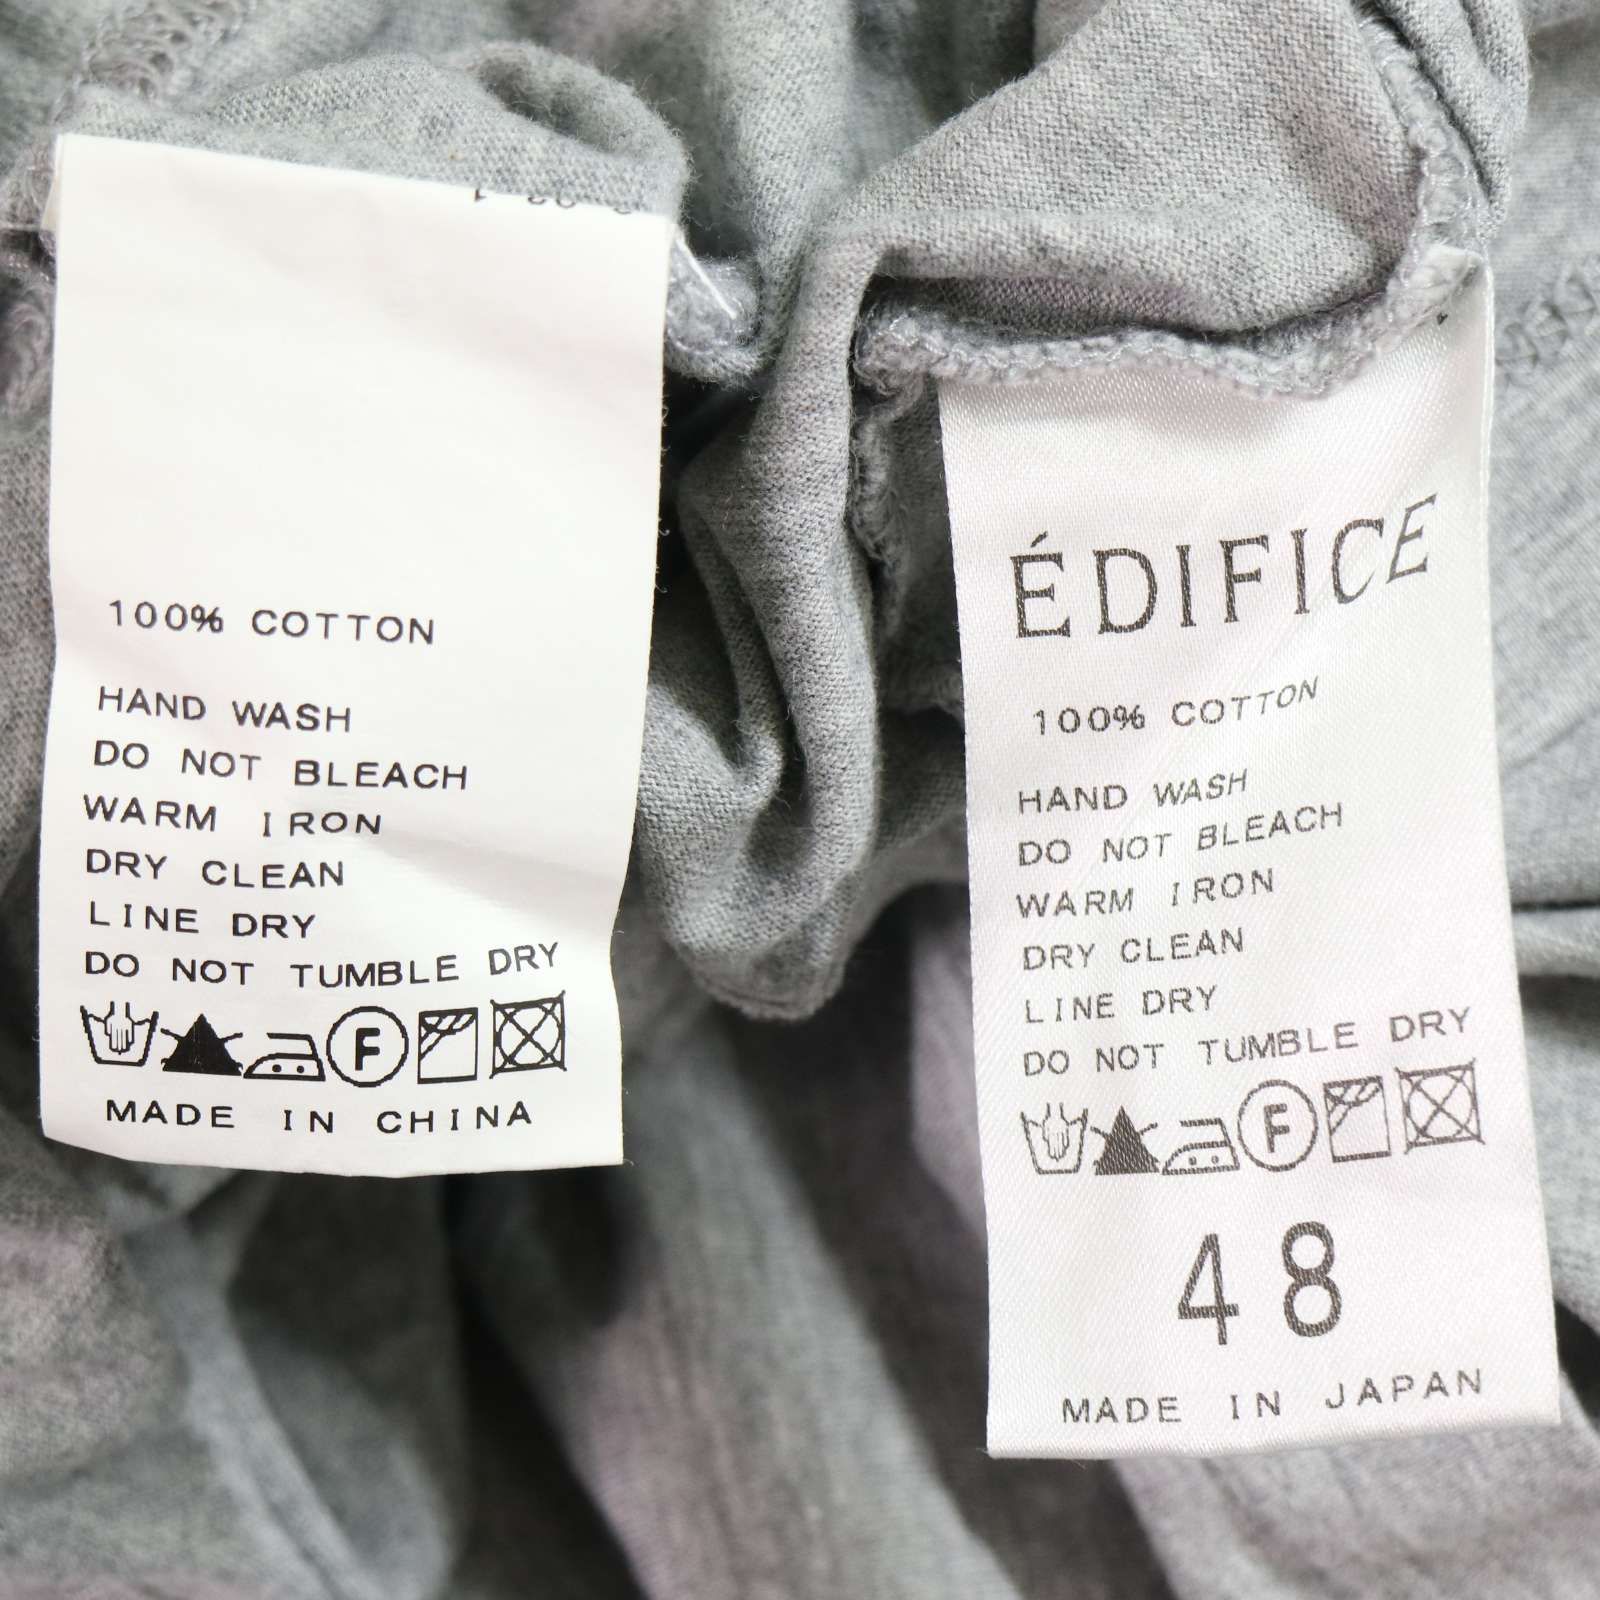 100% COTTON
HAND WASH
DO NOT BLEACH
WARM IRON
DRY CLEAN
LINE DRY
DO NOT TUMBLE DRY
F
MADE IN CHINA
ÉDIFICE
100% COTTON
HAND WASH
DO NOT BLEACH
WARM IRON
DRY CLEAN
LINE DRY
DO NOT TUMBLE DRY
F
48
MADE IN JAPAN